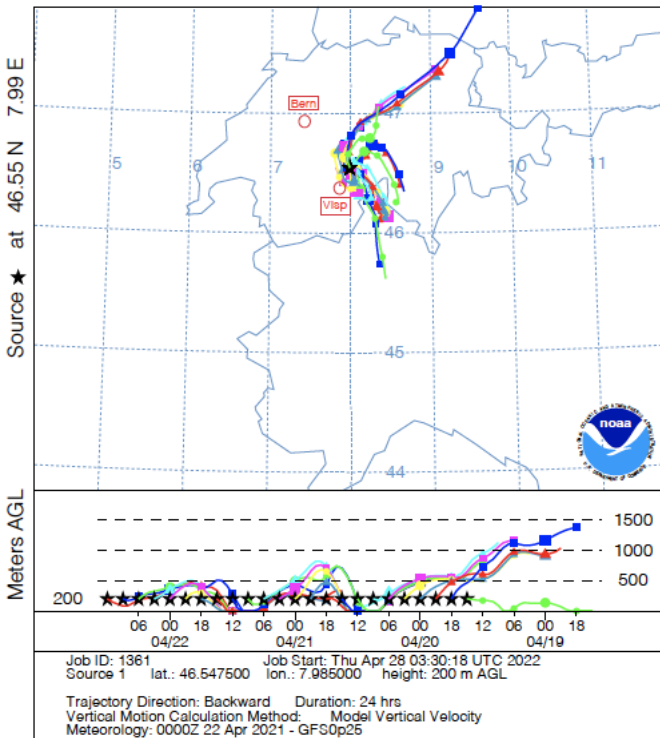 Source ★ at 46.55 N 7.99 E
Bern
47
5 6 7 9 10 11
Visp
46
45
noaa
44
Meters AGL
1500
1000
500
200
06 00 18 12 06 00 18 12 06 00 18 12 06 00 18
04/22 04/21 04/20 04/19
Job ID: 1361 Job Start: Thu Apr 28 03:30:18 UTC 2022
Source 1 lat.: 46.547500 lon.: 7.985000 height: 200 m AGL
Trajectory Direction: Backward Duration: 24 hrs
Vertical Motion Calculation Method: Model Vertical Velocity
Meteorology: 0000Z 22 Apr 2021 - GFS0p25